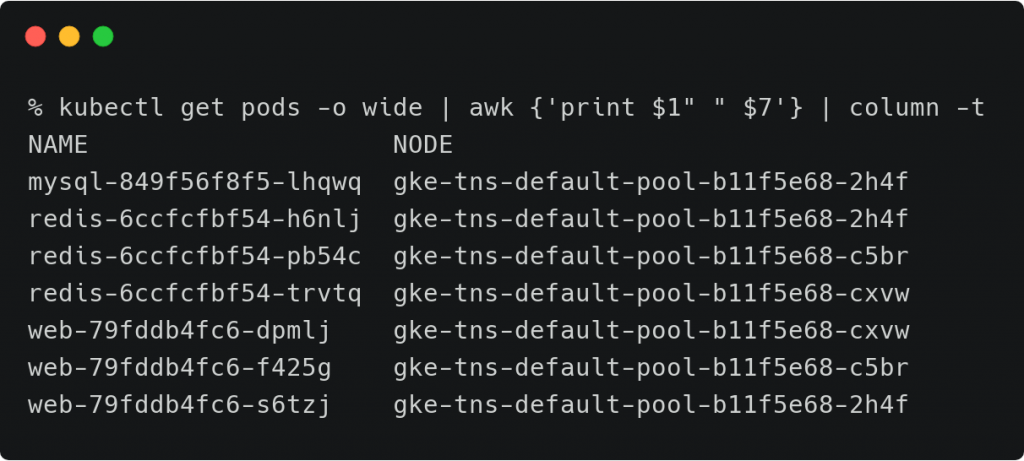 % kubectl get pods -o wide | awk {'print $1" " $7'} | column -t
NAME                    NODE
mysql-849f56f8f5-lhqwq  gke-tns-default-pool-b11f5e68-2h4f
redis-6ccfcfbf54-h6nlj  gke-tns-default-pool-b11f5e68-2h4f
redis-6ccfcfbf54-pb54c  gke-tns-default-pool-b11f5e68-c5br
redis-6ccfcfbf54-trvtq  gke-tns-default-pool-b11f5e68-cxvw
web-79fddb4fc6-dpmlj    gke-tns-default-pool-b11f5e68-cxvw
web-79fddb4fc6-f425g    gke-tns-default-pool-b11f5e68-c5br
web-79fddb4fc6-s6tzj    gke-tns-default-pool-b11f5e68-2h4f